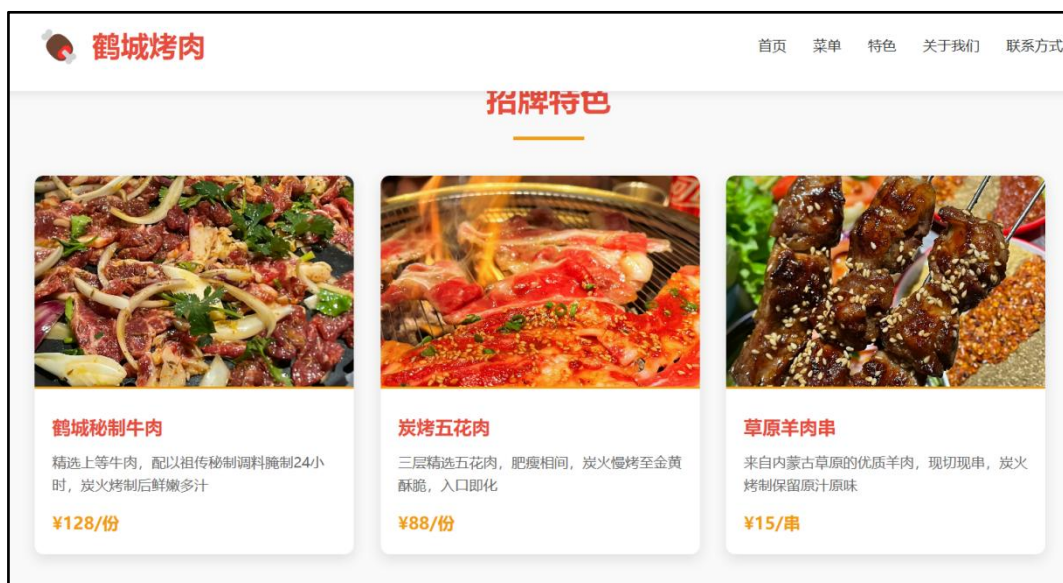 鹤城烤肉
首页 菜单 特色 关于我们 联系方式
招牌特色
鹤城秘制牛肉
精选上等牛肉，配以祖传秘制调料腌制24小
时，炭火烤制后鲜嫩多汁
¥128/份
炭烤五花肉
三层精选五花肉，肥瘦相间，炭火慢烤至金黄
酥脆，入口即化
¥88/份
草原羊肉串
来自内蒙古草原的优质羊肉，现切现串，炭火
烤制保留原汁原味
¥15/串